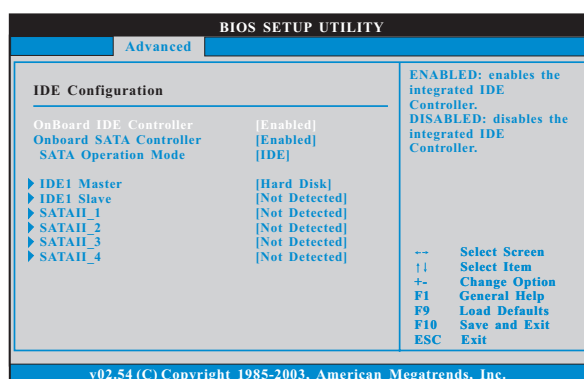 BIOS SETUP UTILITY
Advanced
IDE Configuration
OnBoard IDE Controller [Enabled]
Onboard SATA Controller [Enabled]
SATA Operation Mode [IDE]
IDE1 Master [Hard Disk]
IDE1 Slave [Not Detected]
SATAII_1 [Not Detected]
SATAII_2 [Not Detected]
SATAII_3 [Not Detected]
SATAII_4 [Not Detected]
ENABLED: enables the
integrated IDE
Controller.
DISABLED: disables the
integrated IDE
Controller.
←→ Select Screen
↑↓ Select Item
+- Change Option
F1 General Help
F9 Load Defaults
F10 Save and Exit
ESC Exit
v02.54 (C) Copyright 1985-2003, American Megatrends, Inc.